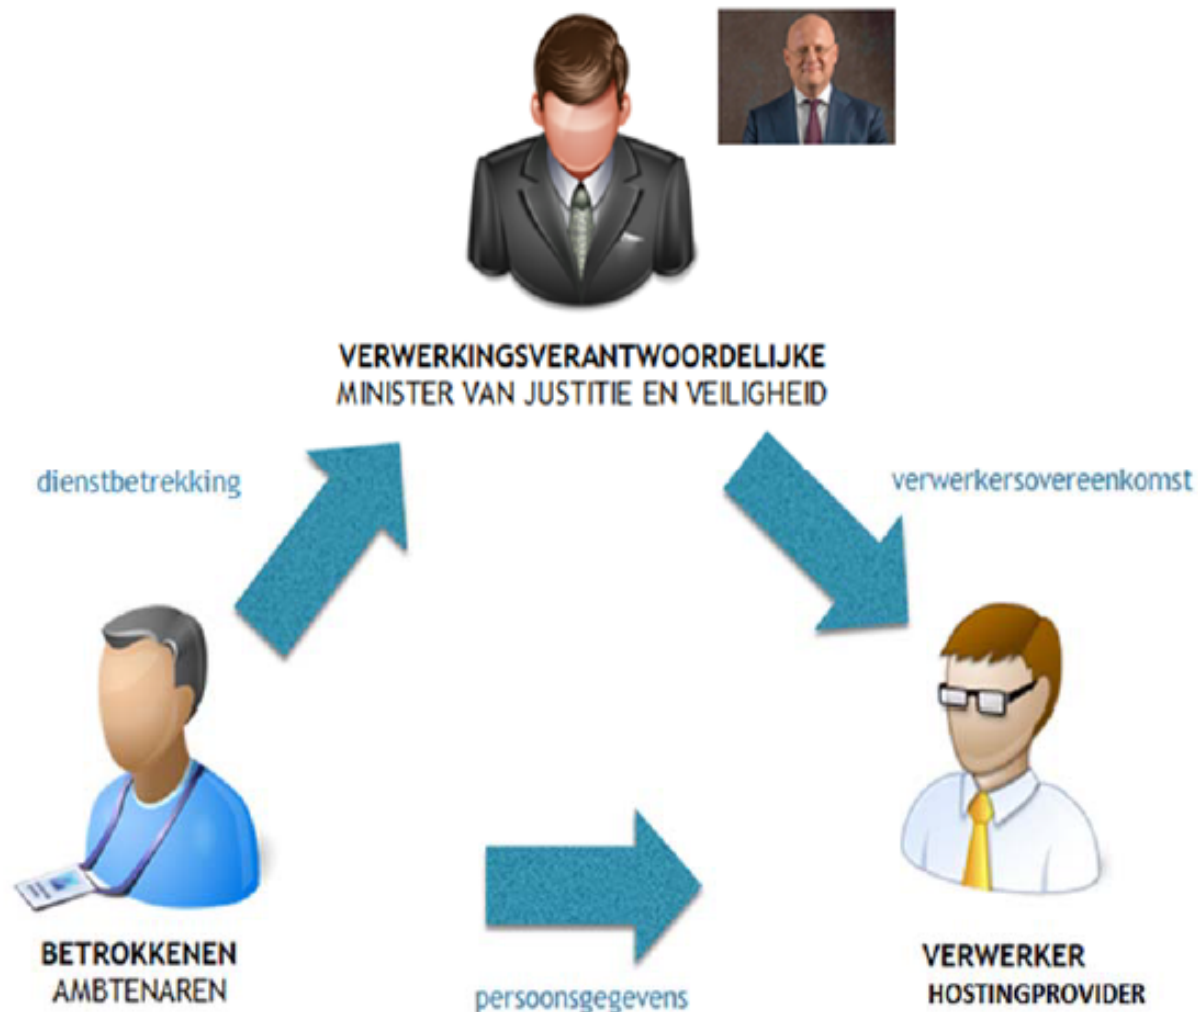 VERWERKINGSVERANTWOORDELIJKE
MINISTER VAN JUSTITIE EN VEILIGHEID
dienstbetrekking
verwerkersovereenkomst
BETROKKENEN
AMBTENAREN
persoonsgegevens
VERWERKER
HOSTINGPROVIDER